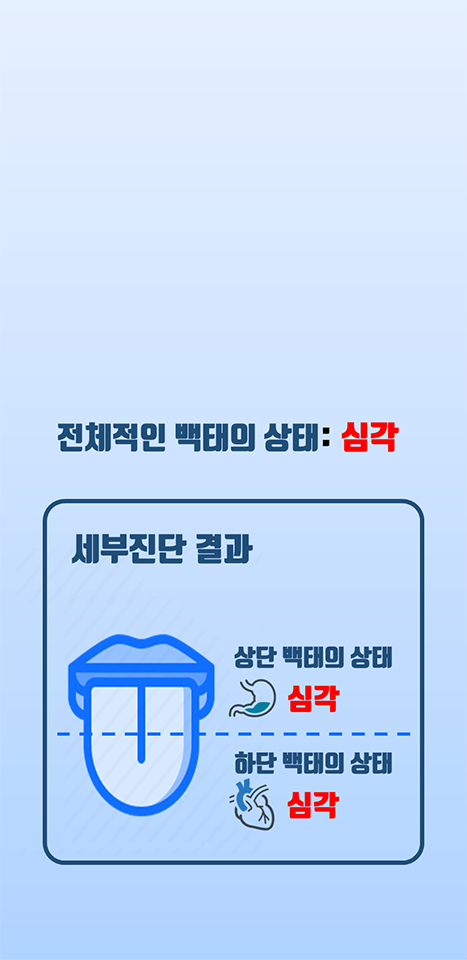 전체적인 백태의 상태: 심각
세부진단 결과
상단 백태의 상태
심각
하단 백태의 상태
심각